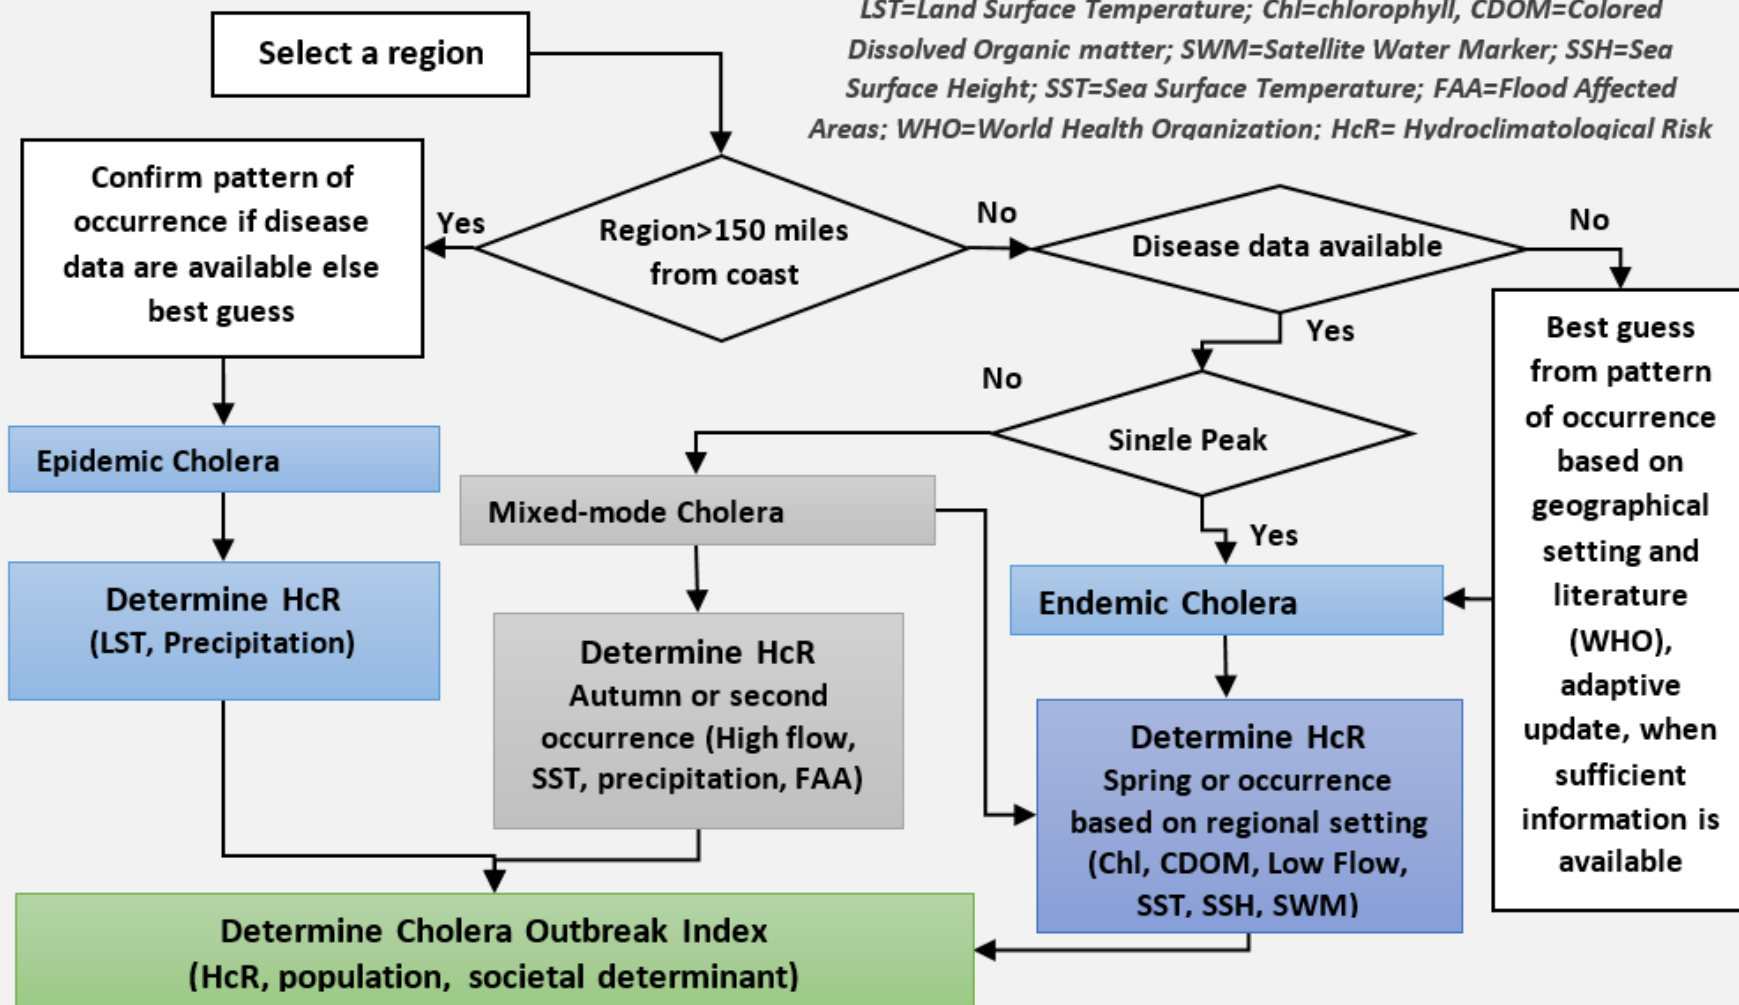 LST=Land Surface Temperature; Chl=chlorophyll, CDOM=Colored
Dissolved Organic matter; SWM=Satellite Water Marker; SSH=Sea
Surface Height; SST=Sea Surface Temperature; FAA=Flood Affected
Areas; WHO=World Health Organization; HcR= Hydroclimatological Risk
Select a region
Region>150 miles
from coast
Yes
No
Confirm pattern of
occurrence if disease
data are available else
best guess
Disease data available
No
Yes
Best guess
from pattern
of occurrence
based on
geographical
setting and
literature
(WHO),
adaptive
update, when
sufficient
information is
available
Single Peak
No
Yes
Epidemic Cholera
Mixed-mode Cholera
Endemic Cholera
Determine HcR
(LST, Precipitation)
Determine HcR
Autumn or second
occurrence (High flow,
SST, precipitation, FAA)
Determine HcR
Spring or occurrence
based on regional setting
(Chl, CDOM, Low Flow,
SST, SSH, SWM)
Determine Cholera Outbreak Index
(HcR, population, societal determinant)